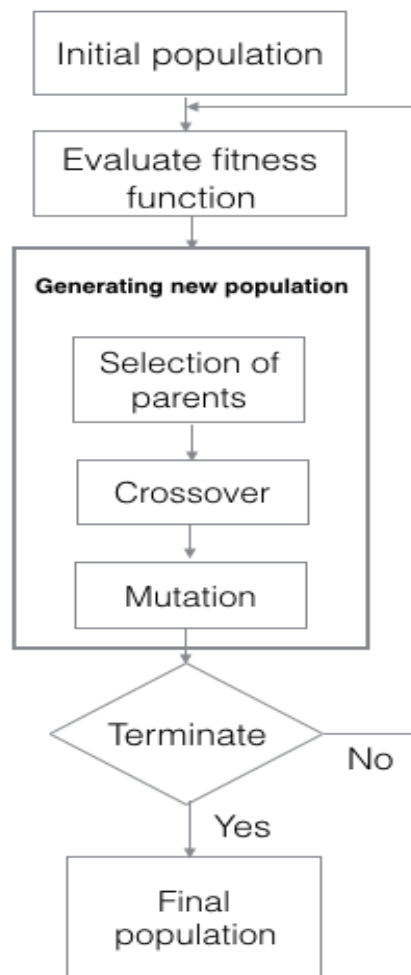 Initial population
Evaluate fitness
function
Generating new population
Selection of
parents
Crossover
Mutation
Terminate
No
Yes
Final
population